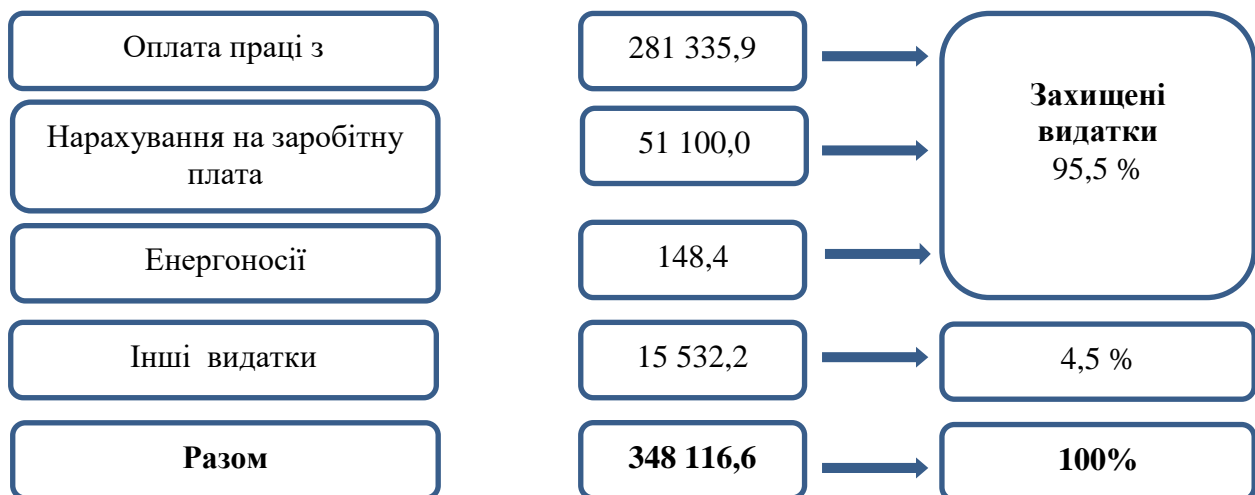 Оплата праці з
281 335,9
Захищені
видатки
95,5 %
Нарахування на заробітну
плата
51 100,0
Енергоносії
148,4
Інші видатки
15 532,2
4,5 %
Разом
348 116,6
100%